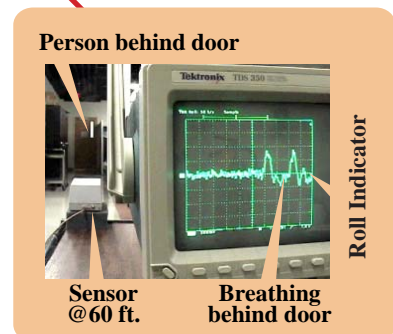 Person behind door
Tektronix TDS 350
Roll Indicator
Sensor
@60 ft.
Breathing
behind door